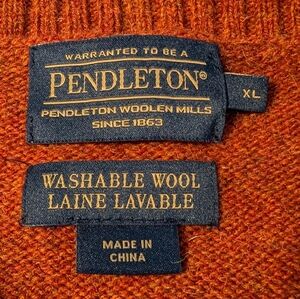 WARRANTED TO BE A
PENDLETON®
XL
PENDLETON WOOLEN MILLS
SINCE 1863
WASHABLE WOOL
LAINE LAVABLE
MADE IN
CHINA